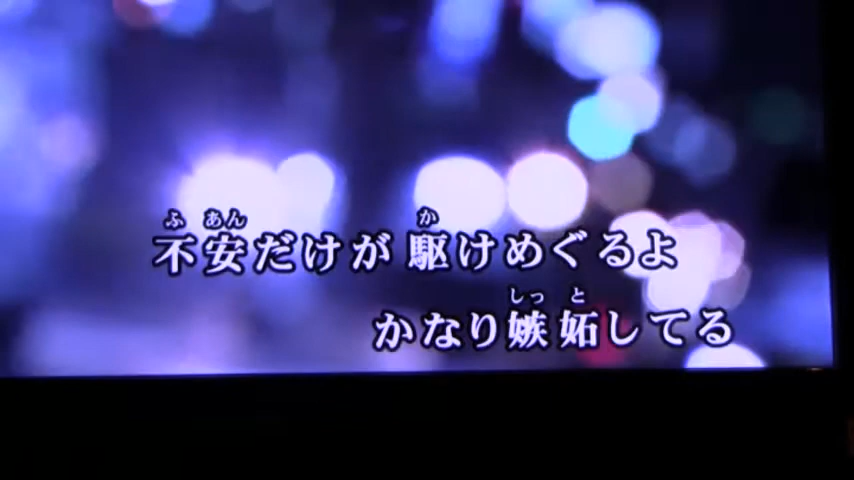 ふ あん か
不安だけが 駆けめぐるよ
しっ と
かなり嫉妬してる